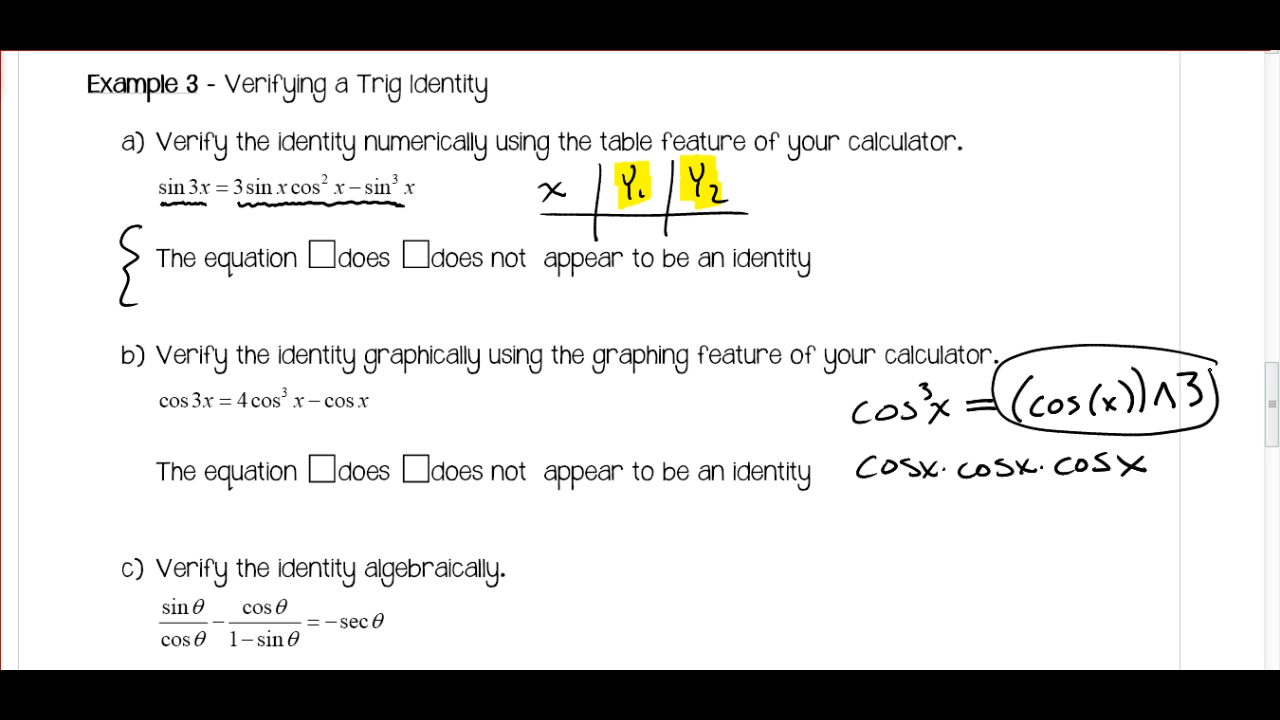 Example 3 - Verifying a Trig Identity
a) Verify the identity numerically using the table feature of your calculator.
sin 3x = 3 sin x cos² x − sin³ x
x Y₁ Y₂
The equation □does □does not appear to be an identity
b) Verify the identity graphically using the graphing feature of your calculator.
cos 3x = 4 cos³ x − cos x
cos³x = (cos(x))^3
The equation □does □does not appear to be an identity
cosx · cosx · cosx
c) Verify the identity algebraically.
sin θ / cos θ − cos θ / 1 − sin θ = − sec θ